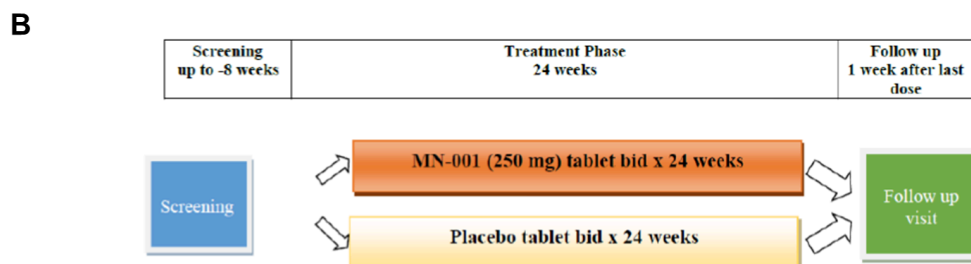 B
Screening
up to -8 weeks
Treatment Phase
24 weeks
Follow up
1 week after last
dose
MN-001 (250 mg) tablet bid x 24 weeks
Screening
Follow up
visit
Placebo tablet bid x 24 weeks